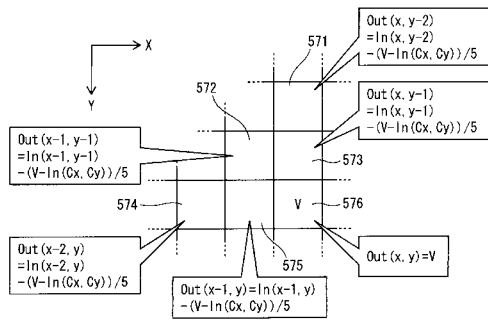 X
Y
571
Out(x, y-2)
=In(x, y-2)
-(V-In(Cx, Cy))/5
572
Out(x, y-1)
=In(x, y-1)
-(V-In(Cx, Cy))/5
Out(x-1, y-1)
=In(x-1, y-1)
-(V-In(Cx, Cy))/5
573
574
V
576
Out(x-2, y)
=In(x-2, y)
-(V-In(Cx, Cy))/5
575
Out(x, y)=V
Out(x-1, y)=In(x-1, y)
-(V-In(Cx, Cy))/5